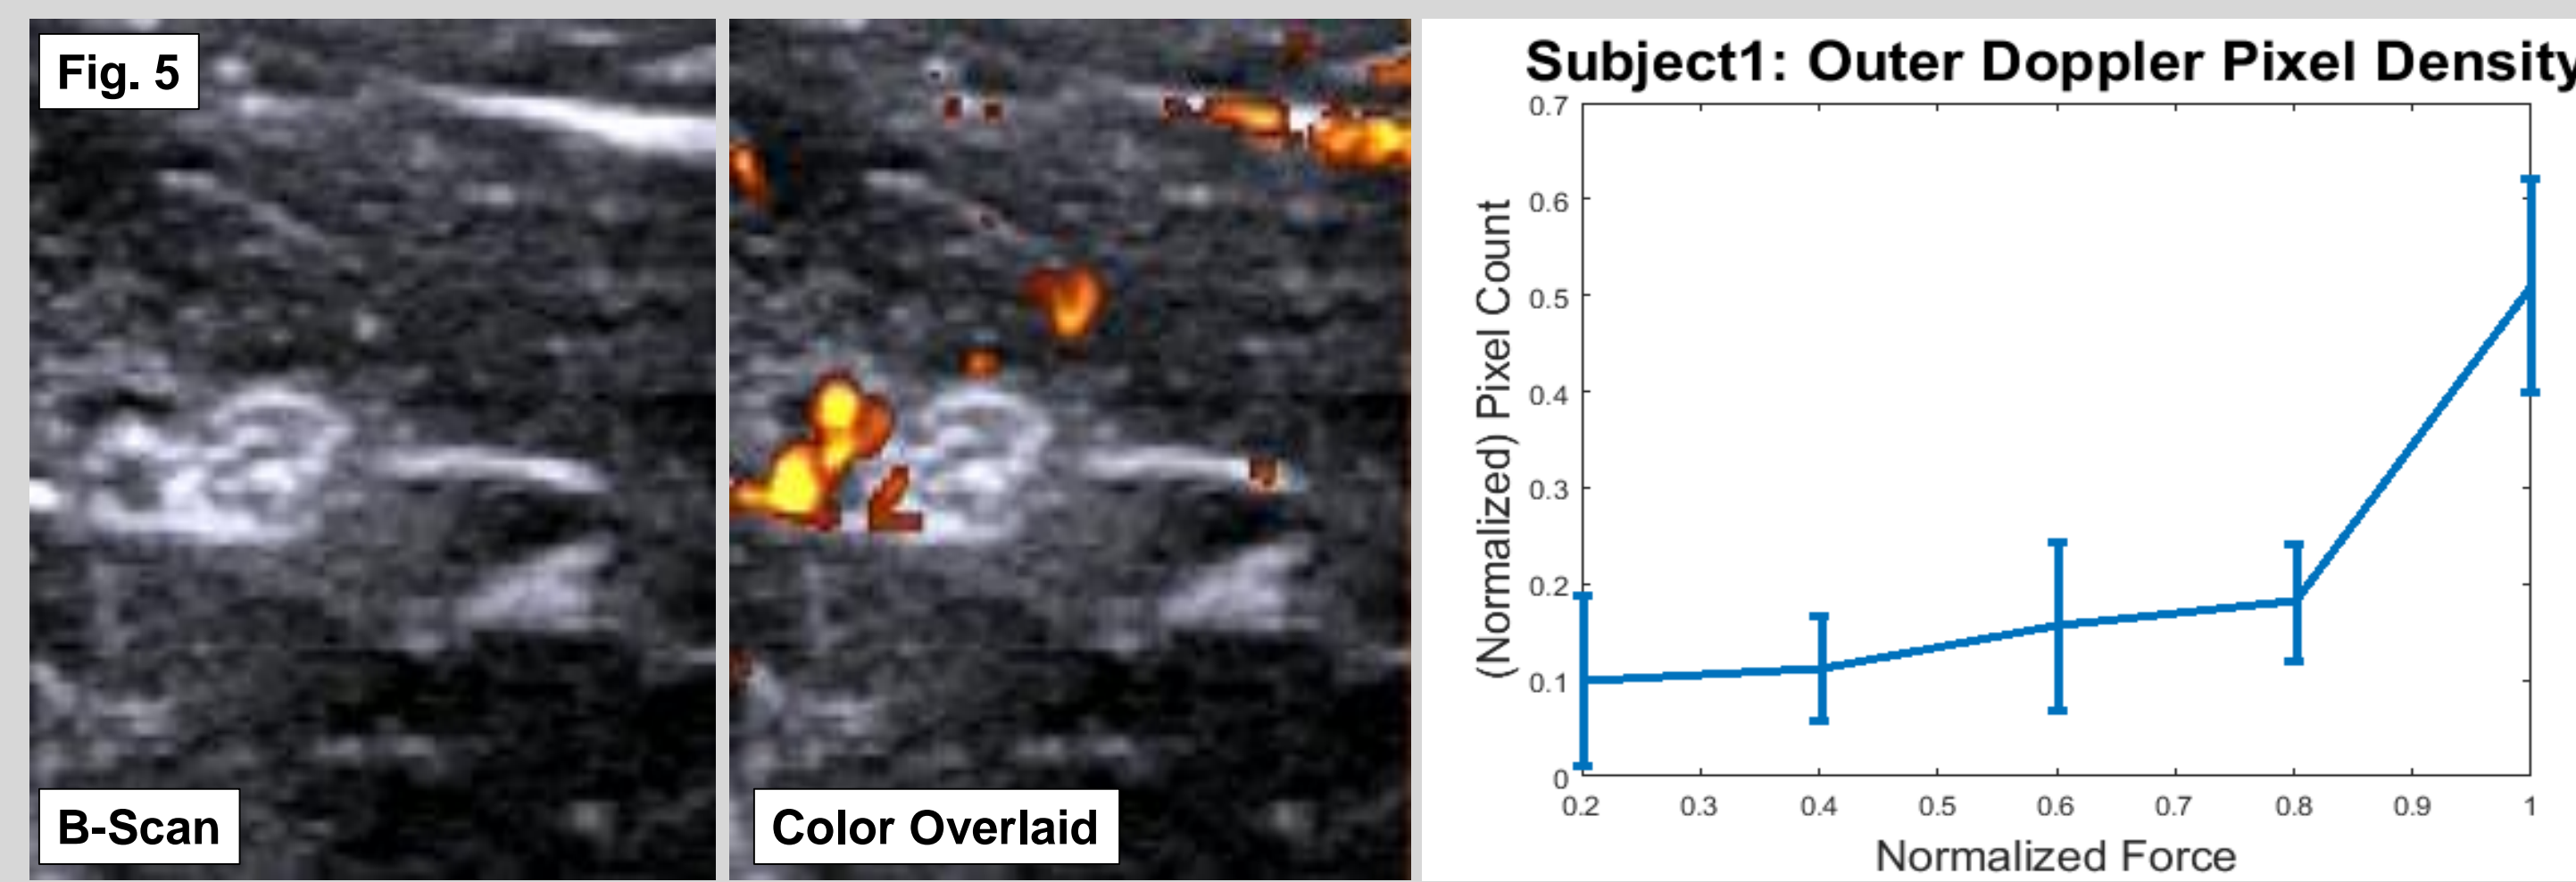 Fig. 5
B-Scan
Color Overlaid
Subject1: Outer Doppler Pixel Density
(Normalized) Pixel Count
0.7
0.6
0.5
0.4
0.3
0.2
0.1
0
0.2 0.3 0.4 0.5 0.6 0.7 0.8 0.9 1
Normalized Force